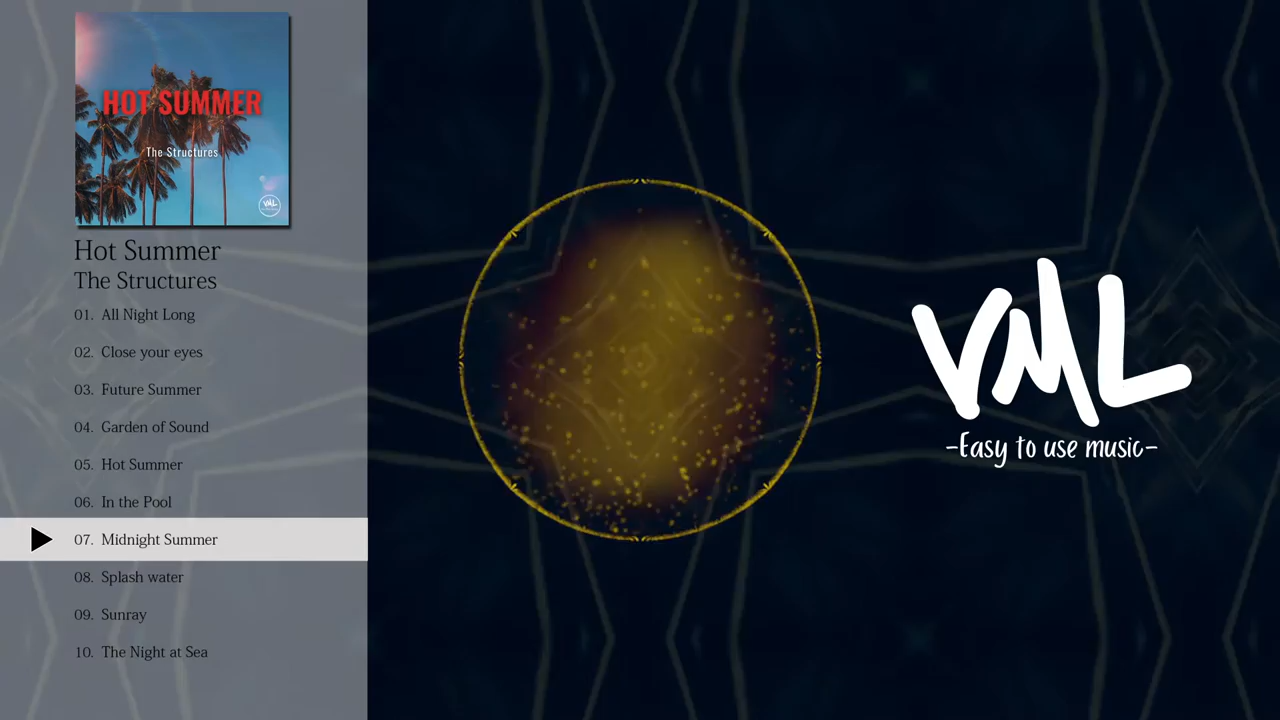 HOT SUMMER
The Structures
VML
Hot Summer
The Structures
01. All Night Long
02. Close your eyes
03. Future Summer
04. Garden of Sound
05. Hot Summer
06. In the Pool
07. Midnight Summer
08. Splash water
09. Sunray
10. The Night at Sea
VML
-Easy to use music-